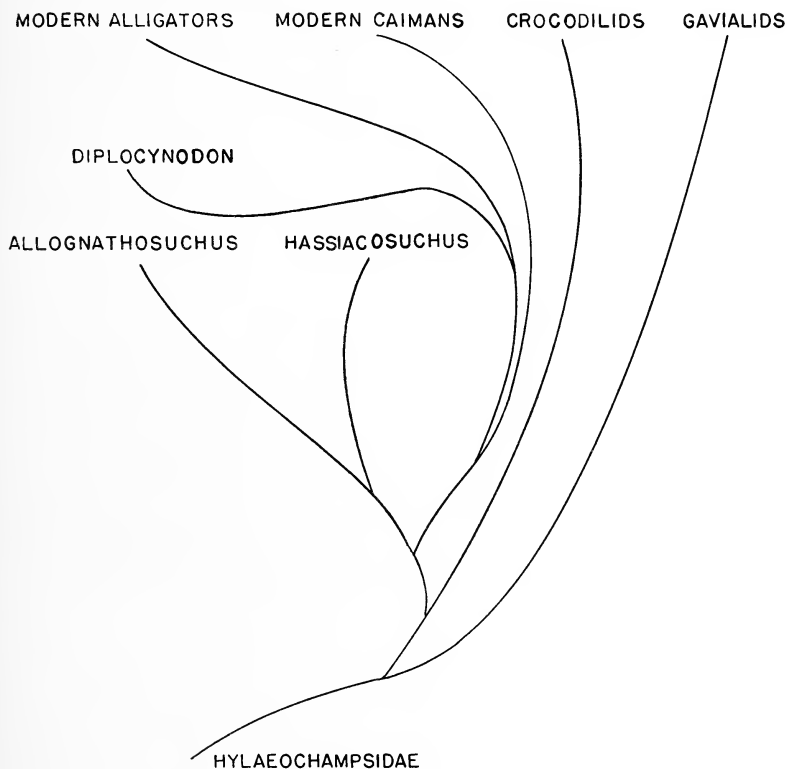 MODERN ALLIGATORS MODERN CAIMANS CROCODILIDS GAVIALIDS
DIPLOCYNODON
ALLOGNATHOSUCHUS HASSIACOSUCHUS
HYLAEOCHAMPSIDAE